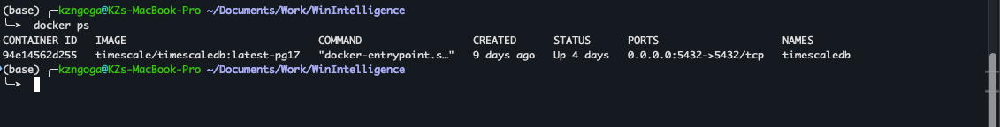 (base) ╭─kzngoga@KZs-MacBook-Pro ~/Documents/Work/WinIntelligence
╰─➤ docker ps
CONTAINER ID IMAGE COMMAND CREATED STATUS PORTS NAMES
94e14562d255 timescale/timescaledb:latest-pg17 "docker-entrypoint.s…" 9 days ago Up 4 days 0.0.0.0:5432->5432/tcp timescaledb
(base) ╭─kzngoga@KZs-MacBook-Pro ~/Documents/Work/WinIntelligence
╰─➤